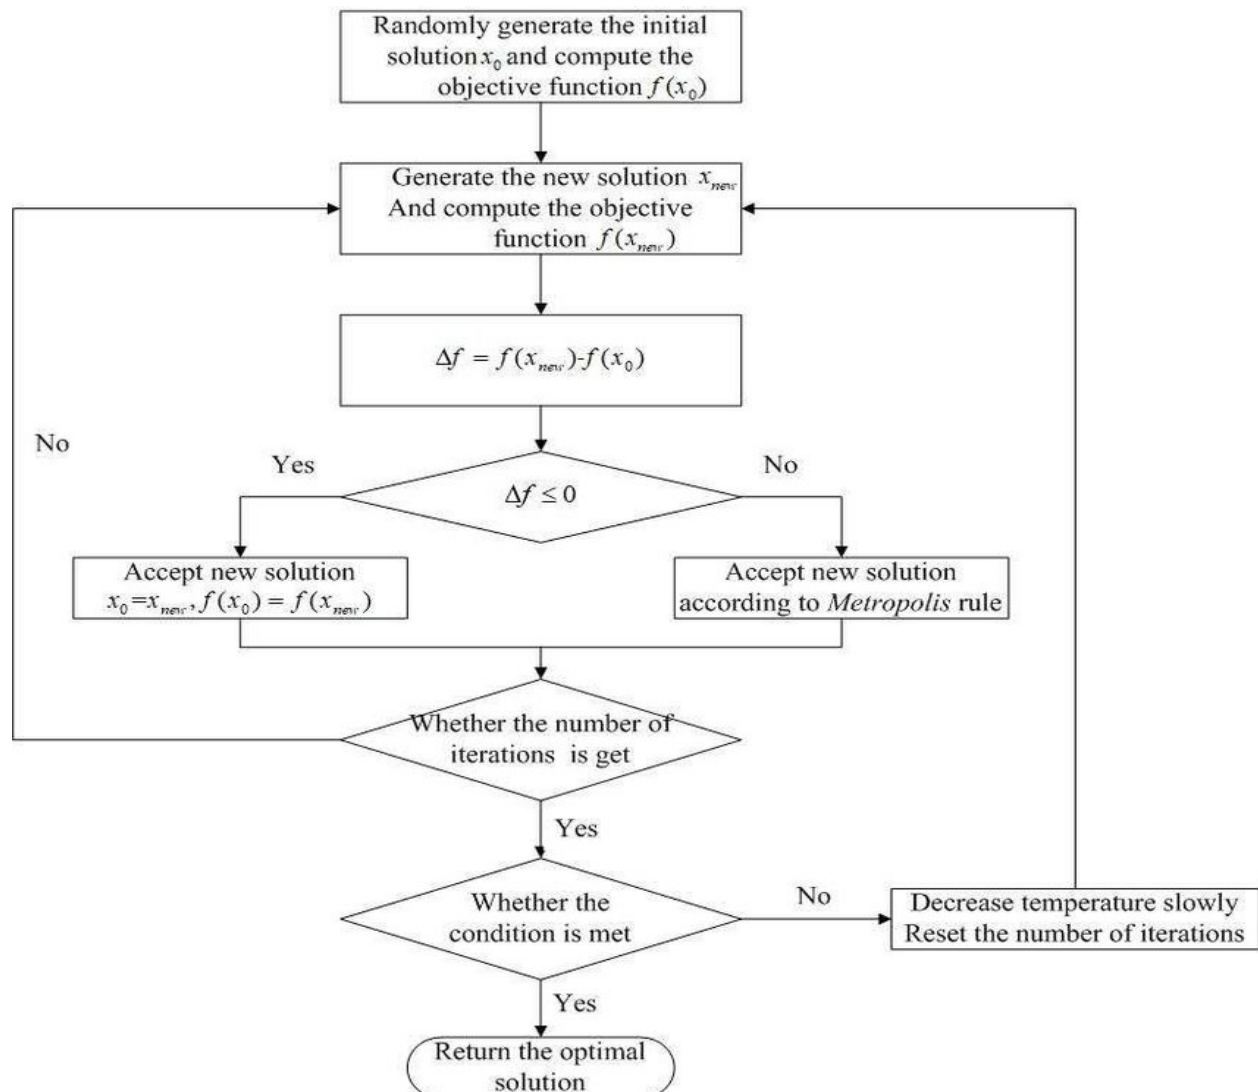 Randomly generate the initial
solution x₀ and compute the
objective function f(x₀)
Generate the new solution xₙₑw
And compute the objective
function f(xₙₑw)
Δf = f(xₙₑw)-f(x₀)
No
Yes
No
Δf ≤ 0
Accept new solution
x₀=xₙₑw, f(x₀) = f(xₙₑw)
Accept new solution
according to Metropolis rule
Whether the number of
iterations is get
Yes
Whether the
condition is met
No
Decrease temperature slowly
Reset the number of iterations
Yes
Return the optimal
solution